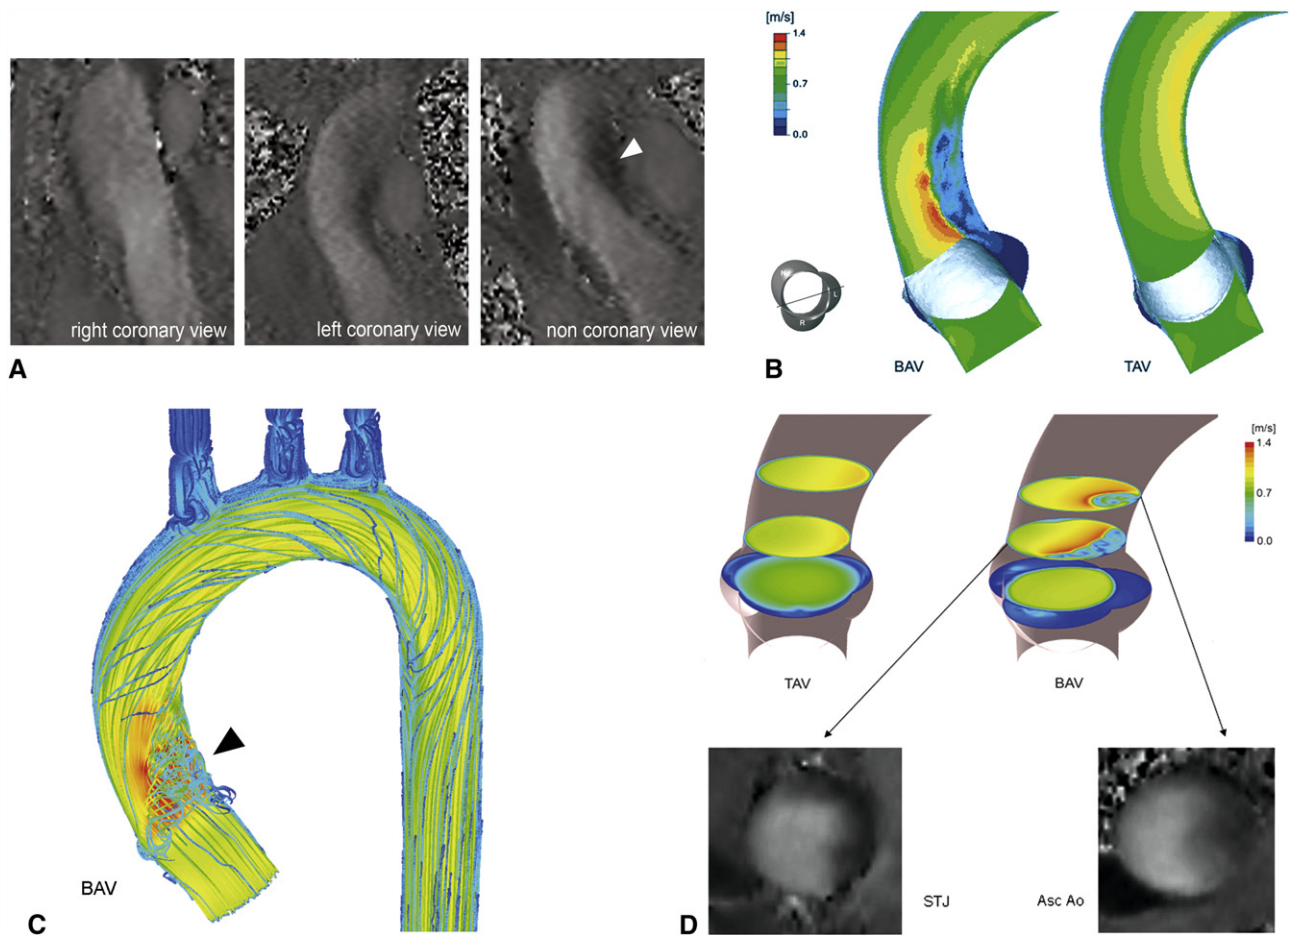 A
right coronary view
left coronary view
non coronary view
[m/s]
1.4
0.7
0.0
L
R
B
BAV
TAV
C
BAV
D
TAV
BAV
[m/s]
1.4
0.7
0.0
STJ
Asc Ao